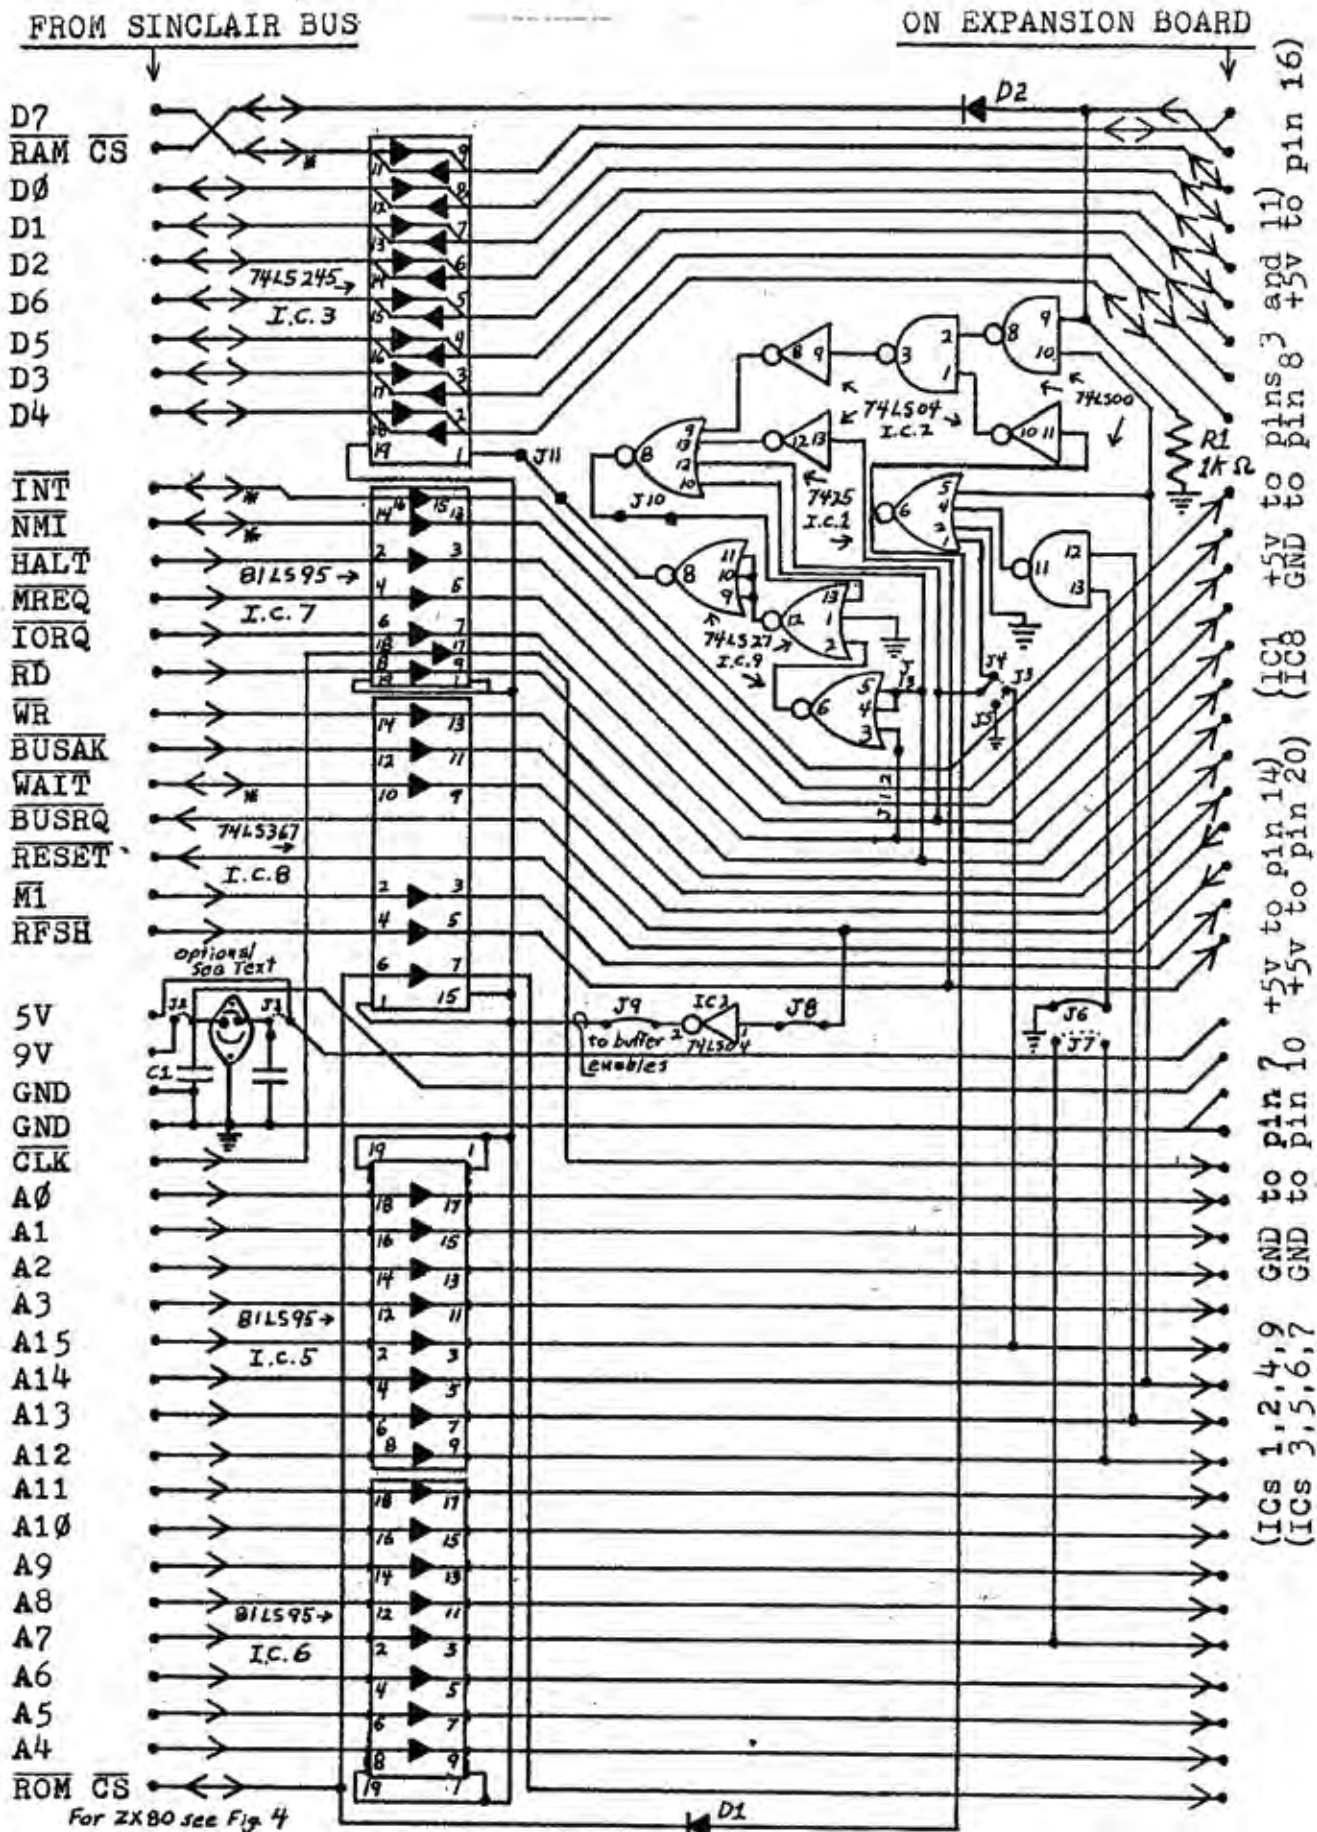 FROM SINCLAIR BUS
ON EXPANSION BOARD
D7
RAM CS
DØ
D1
D2
D6
D5
D3
D4
INT
NMI
HALT
MREQ
IORQ
RD
WR
BUSAK
WAIT
BUSRQ
RESET
M1
RFSH
5V
9V
GND
GND
CLK
AØ
A1
A2
A3
A15
A14
A13
A12
A11
A1Ø
A9
A8
A7
A6
A5
A4
ROM CS
For ZX80 see Fig. 4
74LS245
I.C.3
81LS95
I.C.7
74LS367
I.C.8
optional
See Text
J2
J1
C1
81LS95
I.C.5
81LS95
I.C.6
D2
74LS04
I.C.2
74LS00
7425
I.C.1
74LS27
I.C.9
R1
1K Ω
J11
J10
J3
J4
J5
J12
J9
IC2
74LS04
J8
to buffer
enables
J6
J7
D1
(IC1 +5v to pins 3 and 11)
(IC8 GND to pin 8 +5v to pin 16)
(ICs 1,2,4,9 GND to pin 7 +5v to pin 14)
(ICs 3,5,6,7 GND to pin 10 +5v to pin 20)